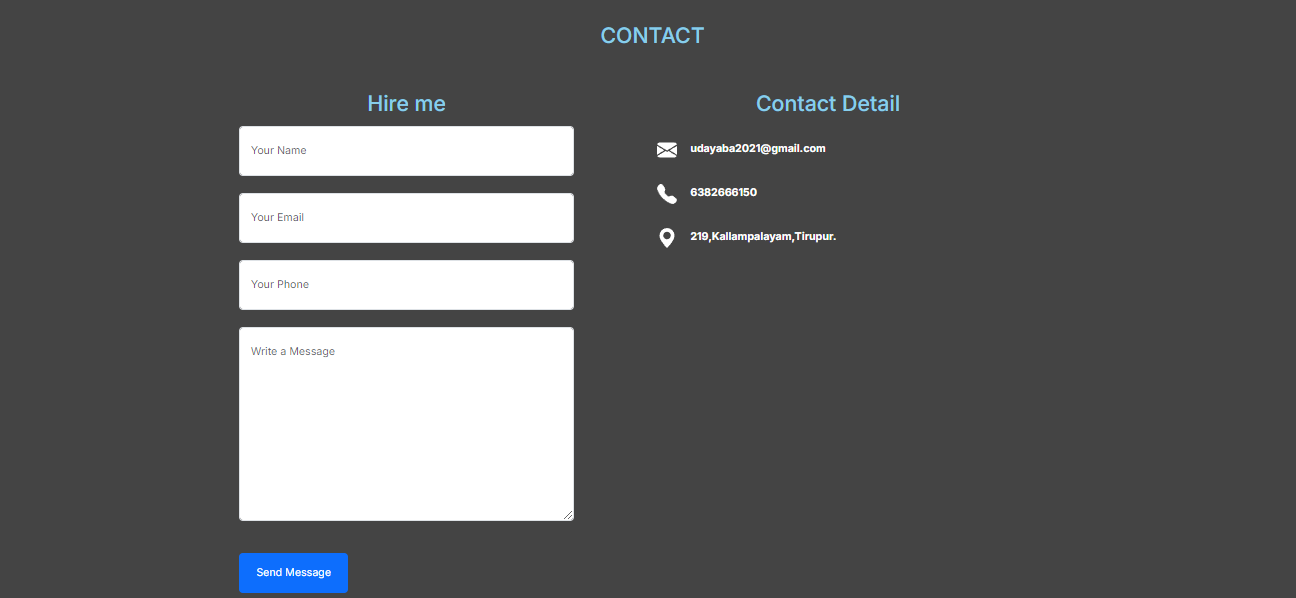 CONTACT
Hire me
Your Name
Your Email
Your Phone
Write a Message
Send Message
Contact Detail
udayaba2021@gmail.com
6382666150
219,Kallampalayam,Tirupur.